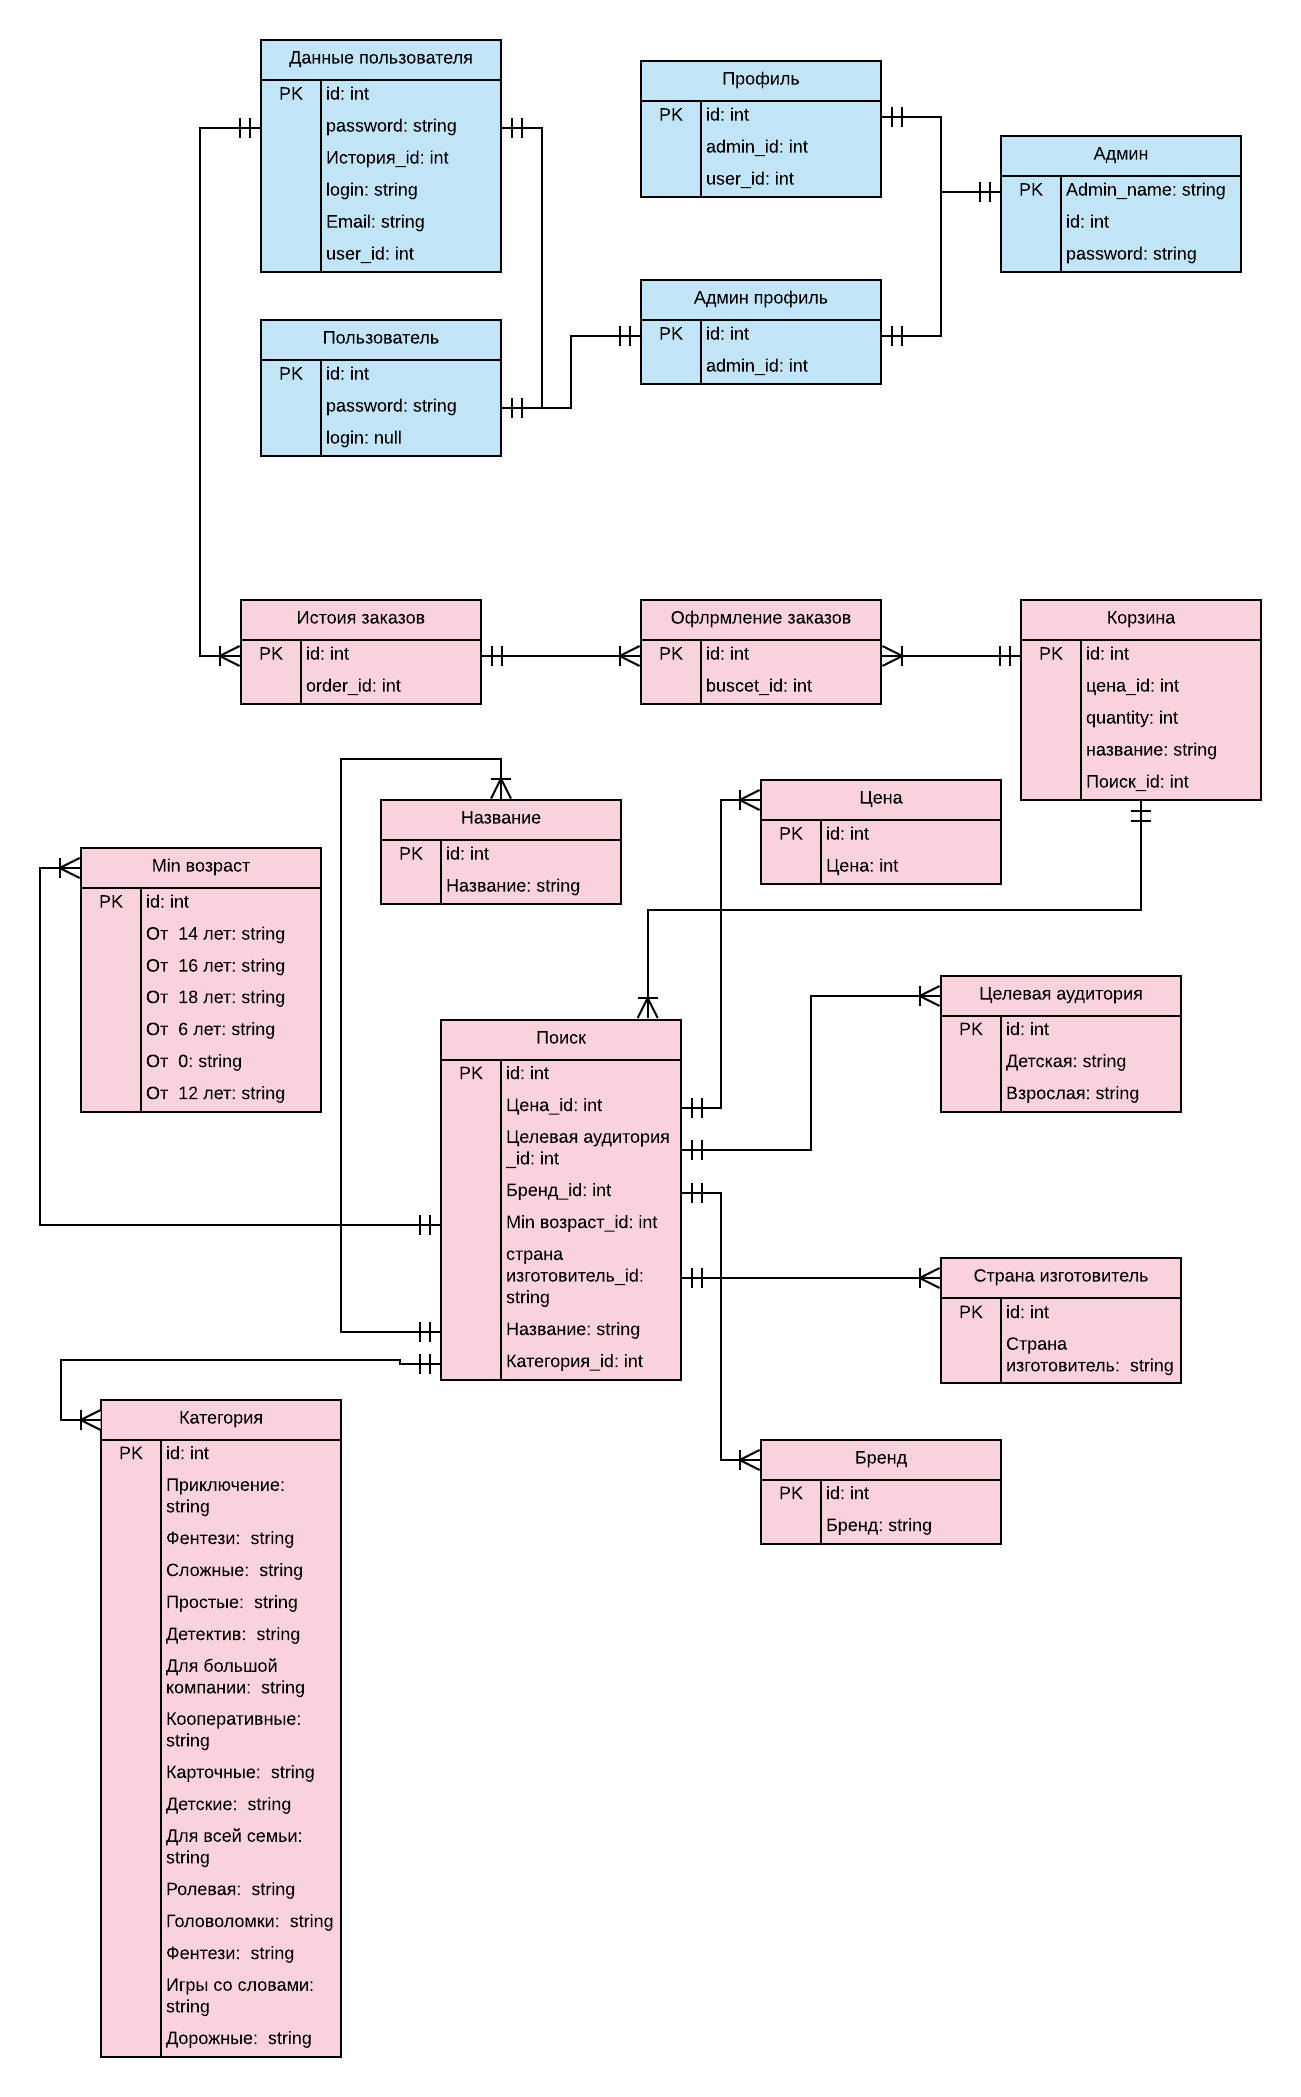 Данные пользователя
PK
id: int
password: string
История_id: int
login: string
Email: string
user_id: int
Профиль
PK
id: int
admin_id: int
user_id: int
Админ
PK
Admin_name: string
id: int
password: string
Админ профиль
PK
id: int
admin_id: int
Пользователь
PK
id: int
password: string
login: null
Истоия заказов
PK
id: int
order_id: int
Офлрмление заказов
PK
id: int
buscet_id: int
Корзина
PK
id: int
цена_id: int
quantity: int
название: string
Поиск_id: int
Название
PK
id: int
Название: string
Цена
PK
id: int
Цена: int
Min возраст
PK
id: int
От  14 лет: string
От  16 лет: string
От  18 лет: string
От  6 лет: string
От  0: string
От  12 лет: string
Целевая аудитория
PK
id: int
Детская: string
Взрослая: string
Поиск
PK
id: int
Цена_id: int
Целевая аудитория
_id: int
Бренд_id: int
Min возраст_id: int
страна
изготовитель_id:
string
Название: string
Категория_id: int
Страна изготовитель
PK
id: int
Страна
изготовитель:  string
Категория
PK
id: int
Приключение:
string
Фентези:  string
Сложные:  string
Простые:  string
Детектив:  string
Для большой
компании:  string
Кооперативные:
string
Карточные:  string
Детские:  string
Для всей семьи:
string
Ролевая:  string
Головоломки:  string
Фентези:  string
Игры со словами:
string
Дорожные:  string
Бренд
PK
id: int
Бренд: string